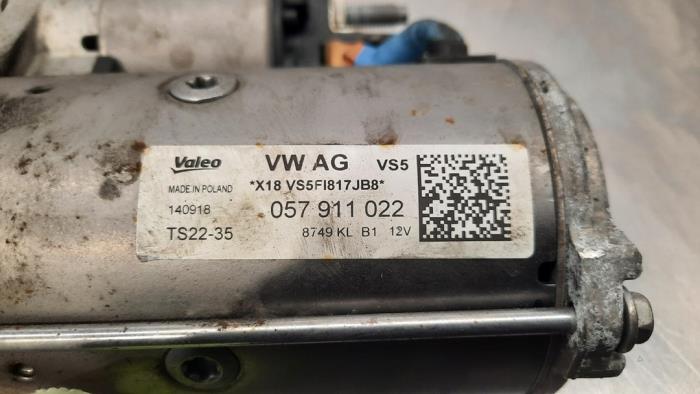 Valeo VW AG VS5
MADE IN POLAND *X18 VS5FI817JB8*
140918 057 911 022
TS22-35 8749 KL B1 12V